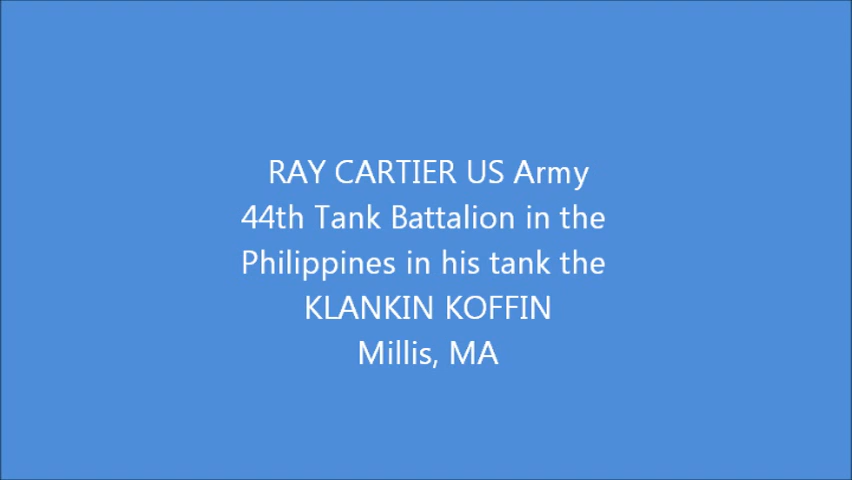 RAY CARTIER US Army
44th Tank Battalion in the
Philippines in his tank the
KLANKIN KOFFIN
Millis, MA